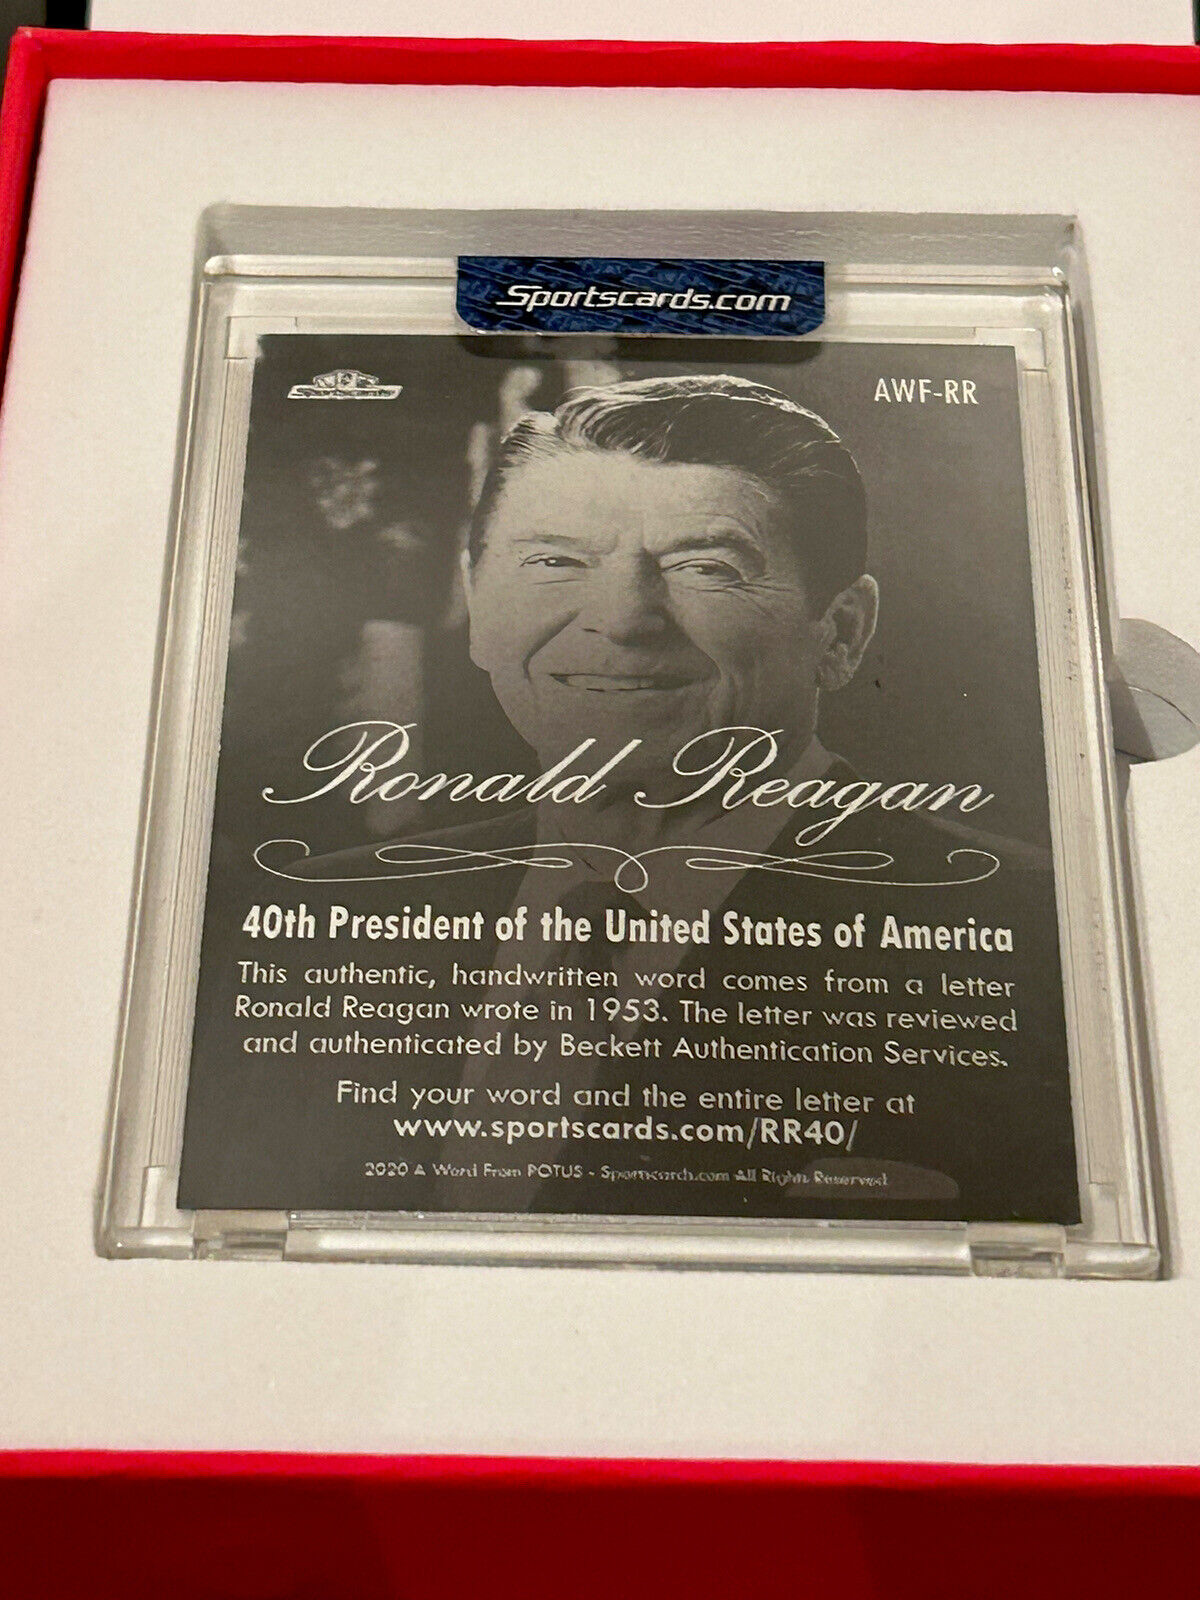 Sportscards.com
AWF-RR
Ronald Reagan
40th President of the United States of America
This authentic, handwritten word comes from a letter
Ronald Reagan wrote in 1953. The letter was reviewed
and authenticated by Beckett Authentication Services.
Find your word and the entire letter at
www.sportscards.com/RR40/
2020 A Word From POTUS - Sportscards.com All Rights Reserved